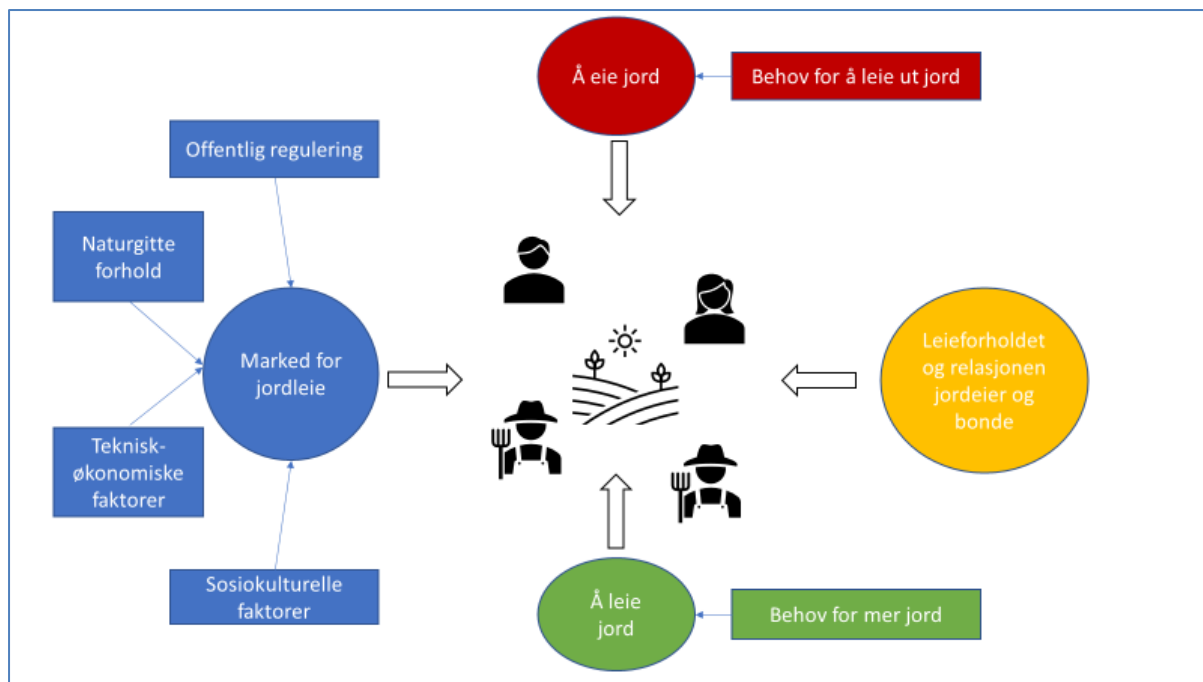 Å eie jord
Behov for å leie ut jord
Offentlig regulering
Naturgitte
forhold
Marked for
jordleie
Teknisk-
økonomiske
faktorer
Sosiokulturelle
faktorer
Leieforholdet
og relasjonen
jordeier og
bonde
Å leie
jord
Behov for mer jord